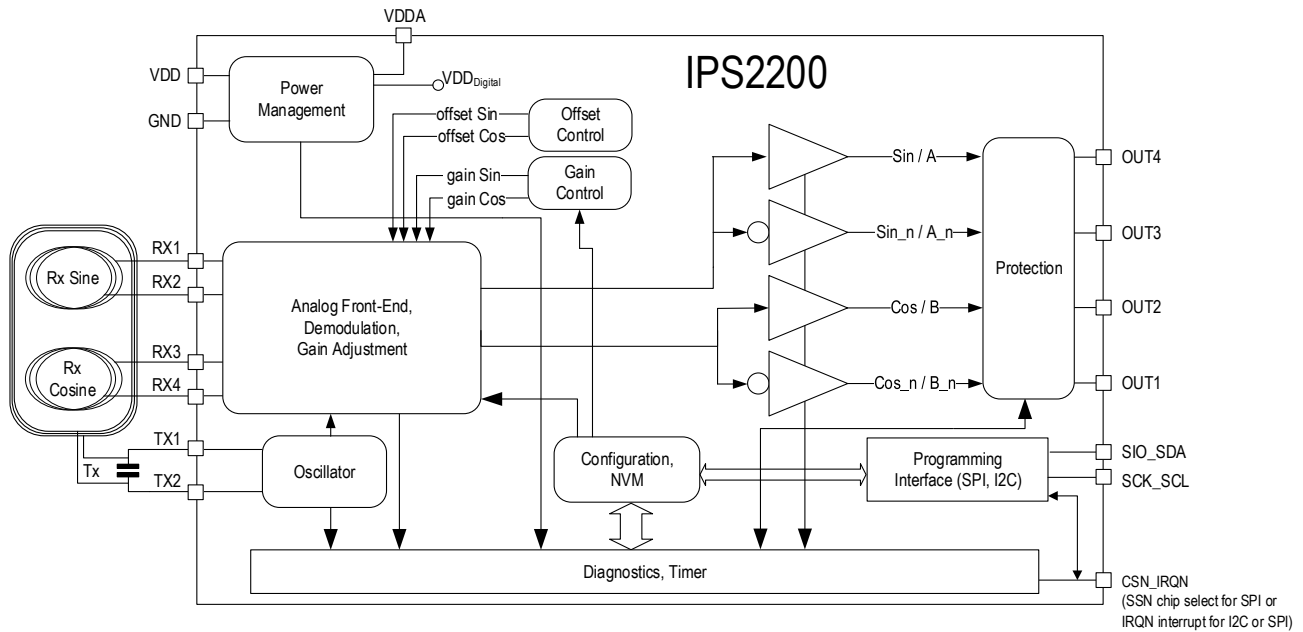 VDDA
IPS2200
VDD
GND
Power
Management
VDDDigital
offset Sin
offset Cos
Offset
Control
gain Sin
gain Cos
Gain
Control
Sin / A
Sin_n / A_n
Cos / B
Cos_n / B_n
Protection
OUT4
OUT3
OUT2
OUT1
Rx Sine
Rx
Cosine
RX1
RX2
RX3
RX4
Analog Front-End,
Demodulation,
Gain Adjustment
TX1
Tx
TX2
Oscillator
Configuration,
NVM
Programming
Interface (SPI, I2C)
SIO_SDA
SCK_SCL
Diagnostics, Timer
CSN_IRQN
(SSN chip select for SPI or
IRQN interrupt for I2C or SPI)